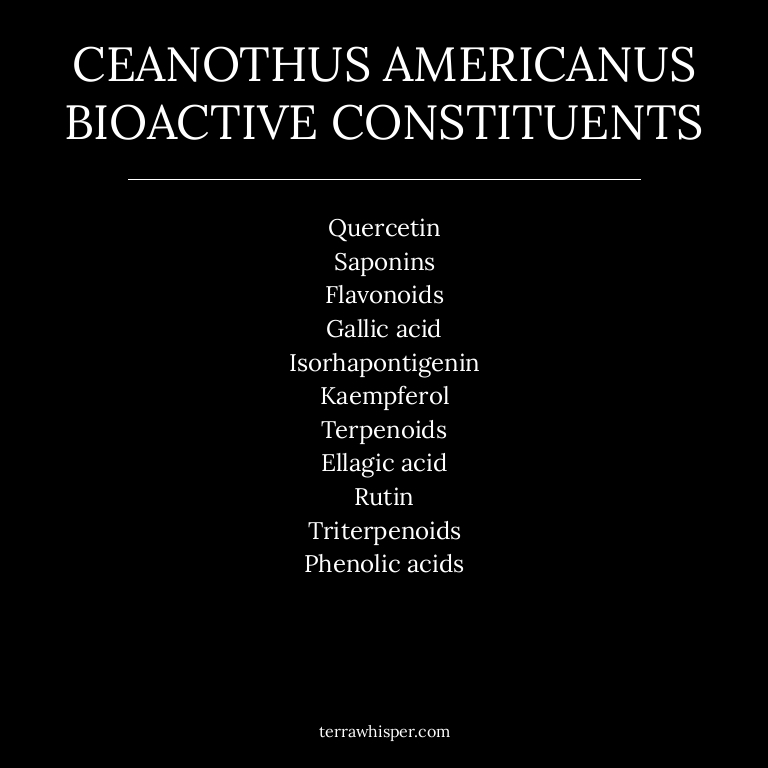 CEANOTHUS AMERICANUS
BIOACTIVE CONSTITUENTS
Quercetin
Saponins
Flavonoids
Gallic acid
Isorhapontigenin
Kaempferol
Terpenoids
Ellagic acid
Rutin
Triterpenoids
Phenolic acids
terrawhisper.com